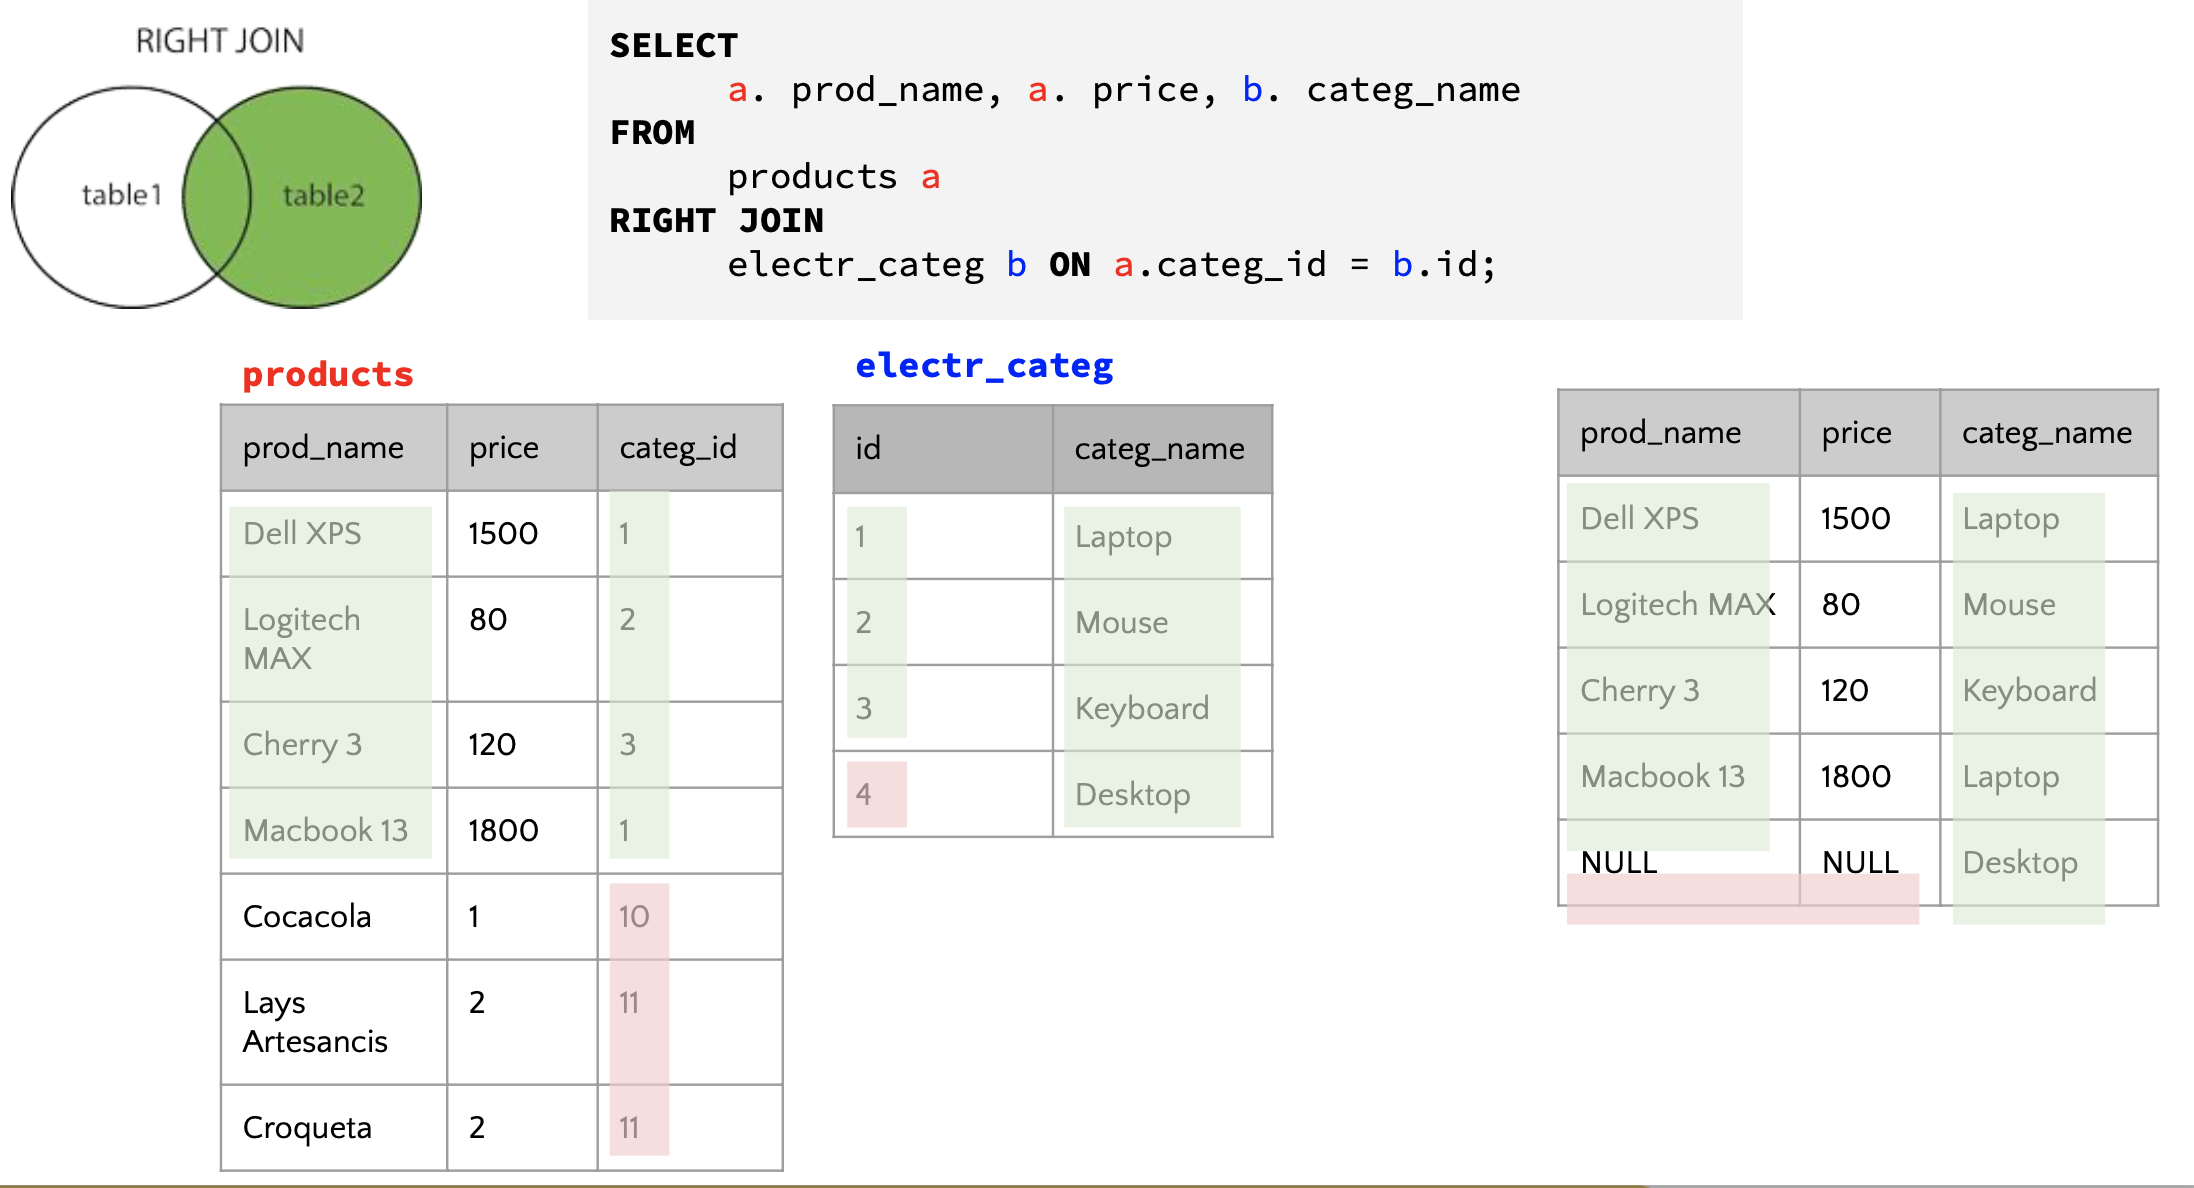 RIGHT JOIN
table1 table2
SELECT
a. prod_name, a. price, b. categ_name
FROM
products a
RIGHT JOIN
electr_categ b ON a.categ_id = b.id;
products
prod_name price categ_id
Dell XPS 1500 1
Logitech
MAX 80 2
Cherry 3 120 3
Macbook 13 1800 1
Cocacola 1 10
Lays
Artesancis 2 11
Croqueta 2 11
electr_categ
id categ_name
1 Laptop
2 Mouse
3 Keyboard
4 Desktop
prod_name price categ_name
Dell XPS 1500 Laptop
Logitech MAX 80 Mouse
Cherry 3 120 Keyboard
Macbook 13 1800 Laptop
NULL NULL Desktop